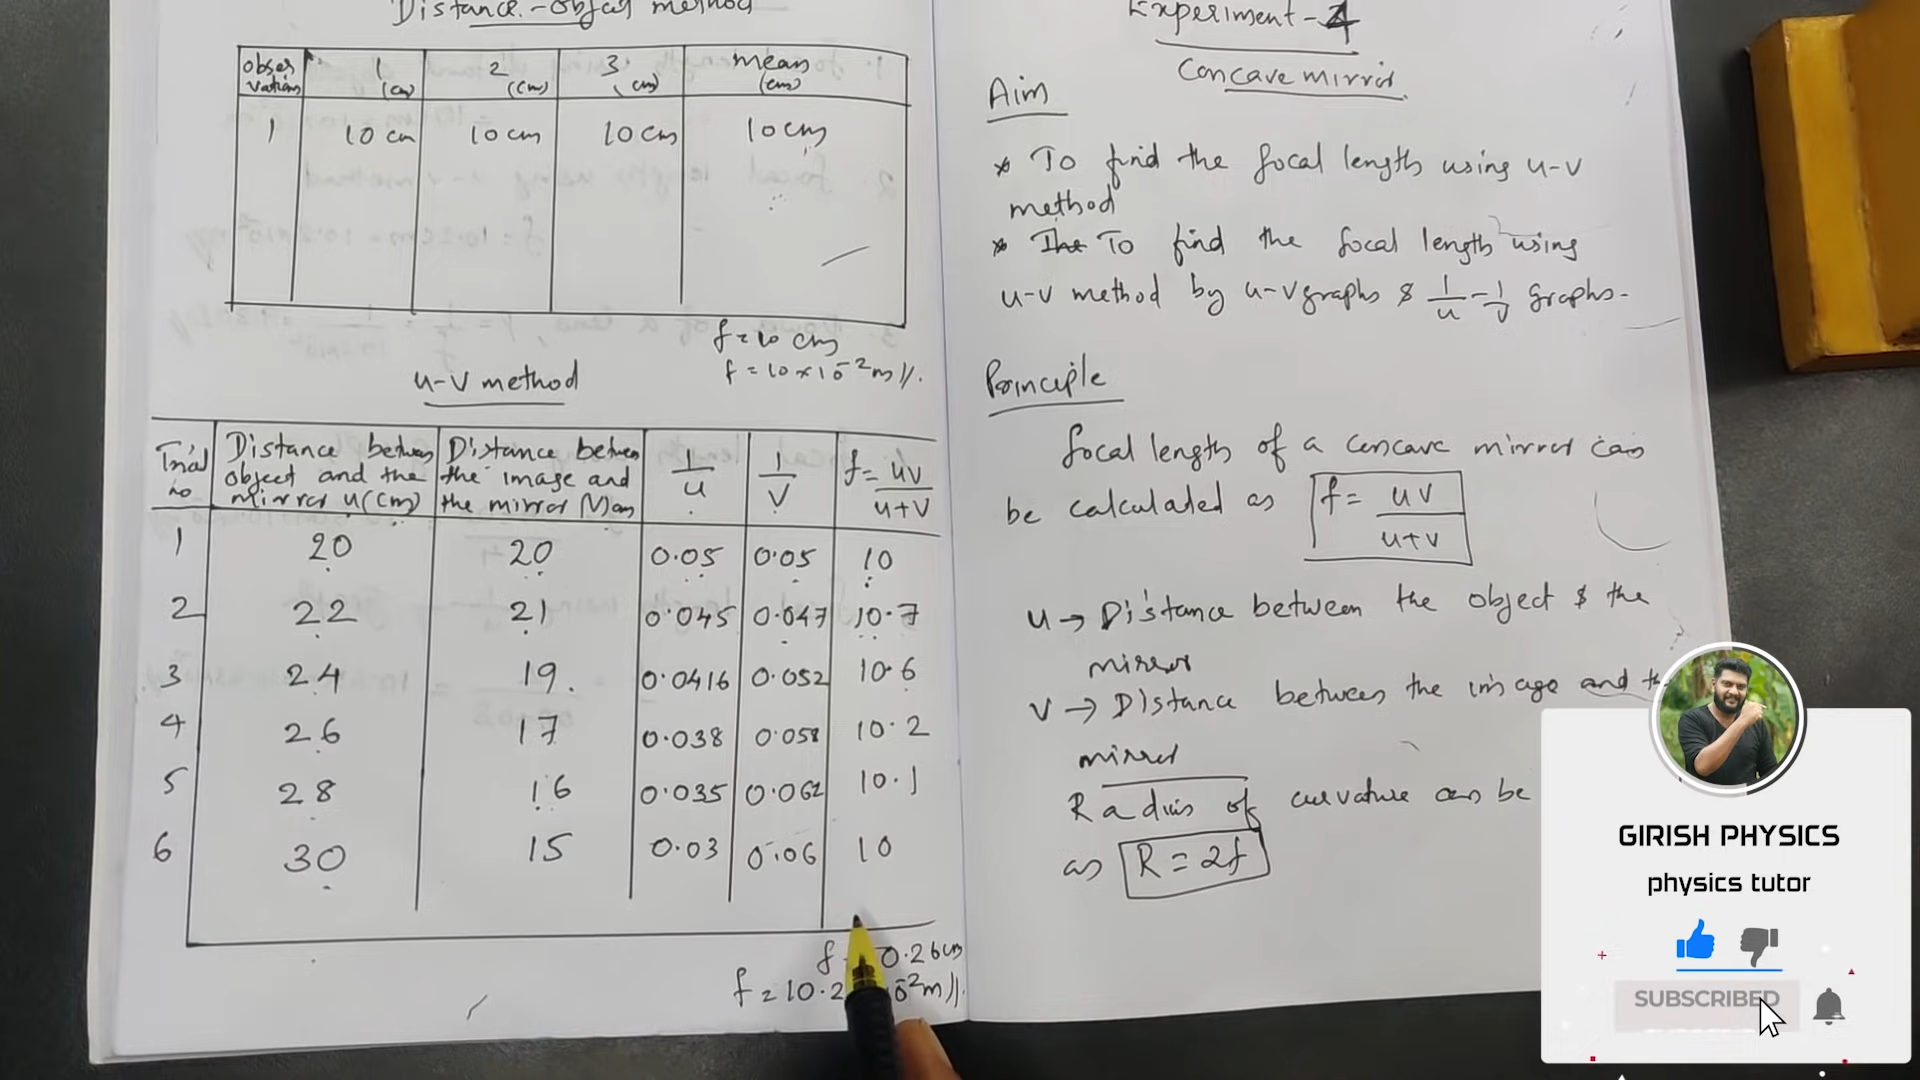 Distance - Object method
Obser vations 1 (cm) 2 (cm) 3 (cm) mean (cm)
1 10 cm 10 cm 10 cm 10 cm
f = 10 cm
f = 10 × 10⁻² m //.
u-v method
Trial no Distance between object and the mirror u (cm) Distance between the image and the mirror V) cm 1/u 1/v f = uv/u+v
1 20 20 0.05 0.05 10
2 22 21 0.045 0.047 10.7
3 24 19. 0.0416 0.052 10.6
4 26 17 0.038 0.058 10.2
5 28 16 0.035 0.062 10.1
6 30 15 0.03 0.06 10
0.26 cm
Experiment - 4
Concave mirror
Aim
* To find the focal length using u-v
method
* To find the focal length using
u-v method by u-v graphs & 1/u - 1/v graphs.
Principle
focal length of a concave mirror can
be calculated as f = uv/u+v
u → Distance between the object & the
mirror
v → Distance between the image and
mirror
Radius of curvature can be
as R = 2f
GIRISH PHYSICS
physics tutor
SUBSCRIBED